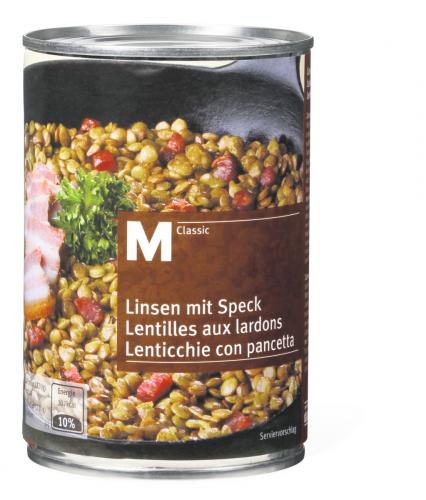 M Classic
Linsen mit Speck
Lentilles aux lardons
Lenticchie con pancetta
Energie
10%
Serviervorschlag